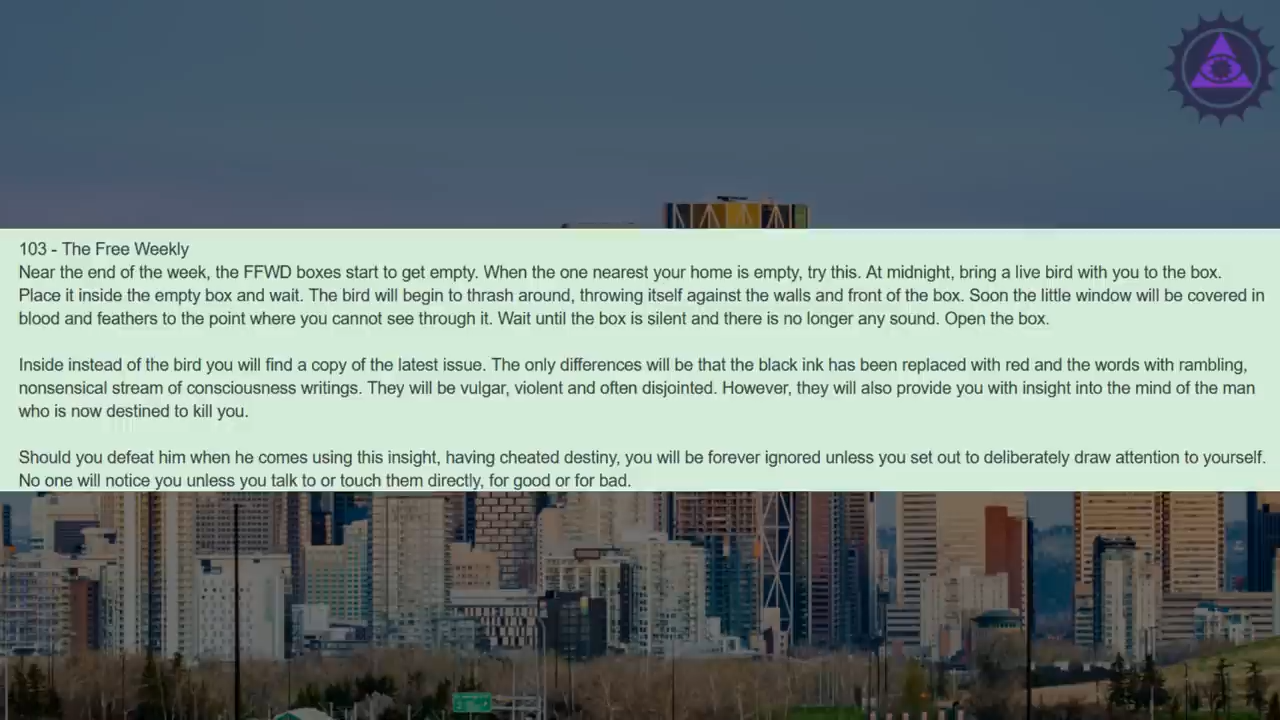 103 - The Free Weekly
Near the end of the week, the FFWD boxes start to get empty. When the one nearest your home is empty, try this. At midnight, bring a live bird with you to the box.
Place it inside the empty box and wait. The bird will begin to thrash around, throwing itself against the walls and front of the box. Soon the little window will be covered in
blood and feathers to the point where you cannot see through it. Wait until the box is silent and there is no longer any sound. Open the box.
Inside instead of the bird you will find a copy of the latest issue. The only differences will be that the black ink has been replaced with red and the words with rambling,
nonsensical stream of consciousness writings. They will be vulgar, violent and often disjointed. However, they will also provide you with insight into the mind of the man
who is now destined to kill you.
Should you defeat him when he comes using this insight, having cheated destiny, you will be forever ignored unless you set out to deliberately draw attention to yourself.
No one will notice you unless you talk to or touch them directly, for good or for bad.